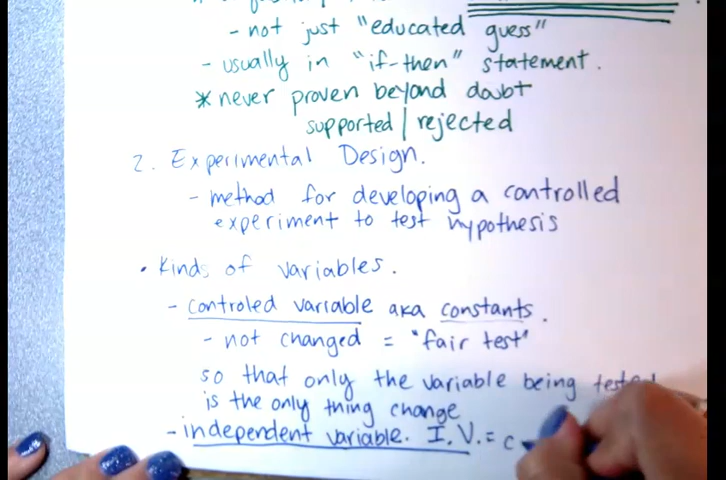 - not just "educated guess"
- usually in "if-then" statement.
* never proven beyond doubt
supported | rejected
2. Experimental Design.
- method for developing a controlled
experiment to test hypothesis
• Kinds of variables.
- controled variable aka constants.
- not changed = "fair test"
so that only the variable being tested
is the only thing change
- independent variable. I.V. = c